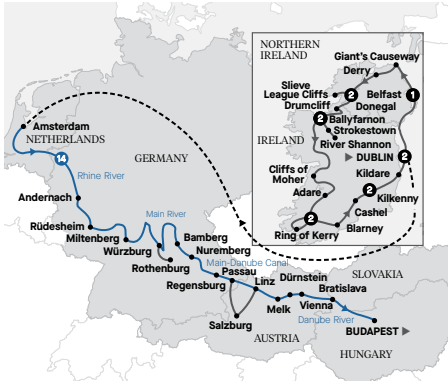 NORTHERN
IRELAND
Giant's Causeway
Derry
Slieve
League Cliffs
2
Belfast
1
Drumcliff
Donegal
2
Ballyfarnon
Strokestown
River Shannon
IRELAND
DUBLIN
2
Kildare
Cliffs of
Moher
Adare
2
Kilkenny
Cashel
2
Blarney
Ring of Kerry
Amsterdam
NETHERLANDS
14
GERMANY
Rhine River
Andernach
Rüdesheim
Main River
Miltenberg
Würzburg
Bamberg
Nuremberg
Rothenburg
Main-Danube Canal
Regensburg
Passau
Linz
Dürnstein
SLOVAKIA
Bratislava
Melk
Vienna
Danube River
Salzburg
AUSTRIA
BUDAPEST
HUNGARY